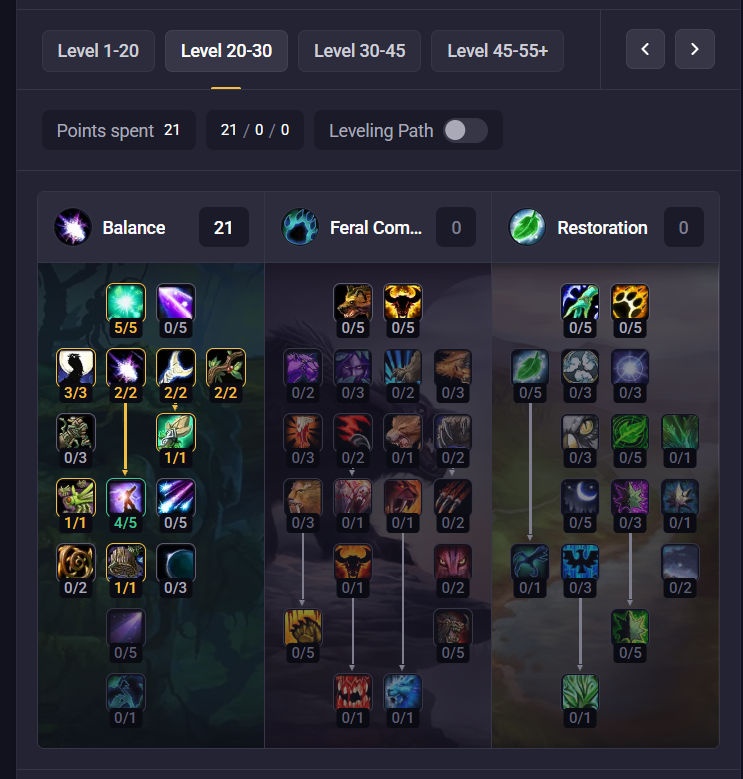 Level 1-20 Level 20-30 Level 30-45 Level 45-55+
Points spent 21 21 / 0 / 0 Leveling Path
Balance 21 Feral Com... 0 Restoration 0
5/5 0/5 0/5 0/5 0/5 0/5
3/3 2/2 2/2 2/2 0/2 0/3 0/2 0/3 0/5 0/3 0/3
0/3 1/1 0/3 0/2 0/1 0/2 0/3 0/5 0/1
1/1 4/5 0/5 0/3 0/1 0/1 0/2 0/5 0/3 0/1
0/2 1/1 0/3 0/1 0/2 0/1 0/3 0/2
0/5 0/5 0/5 0/5
0/1 0/1 0/1 0/1